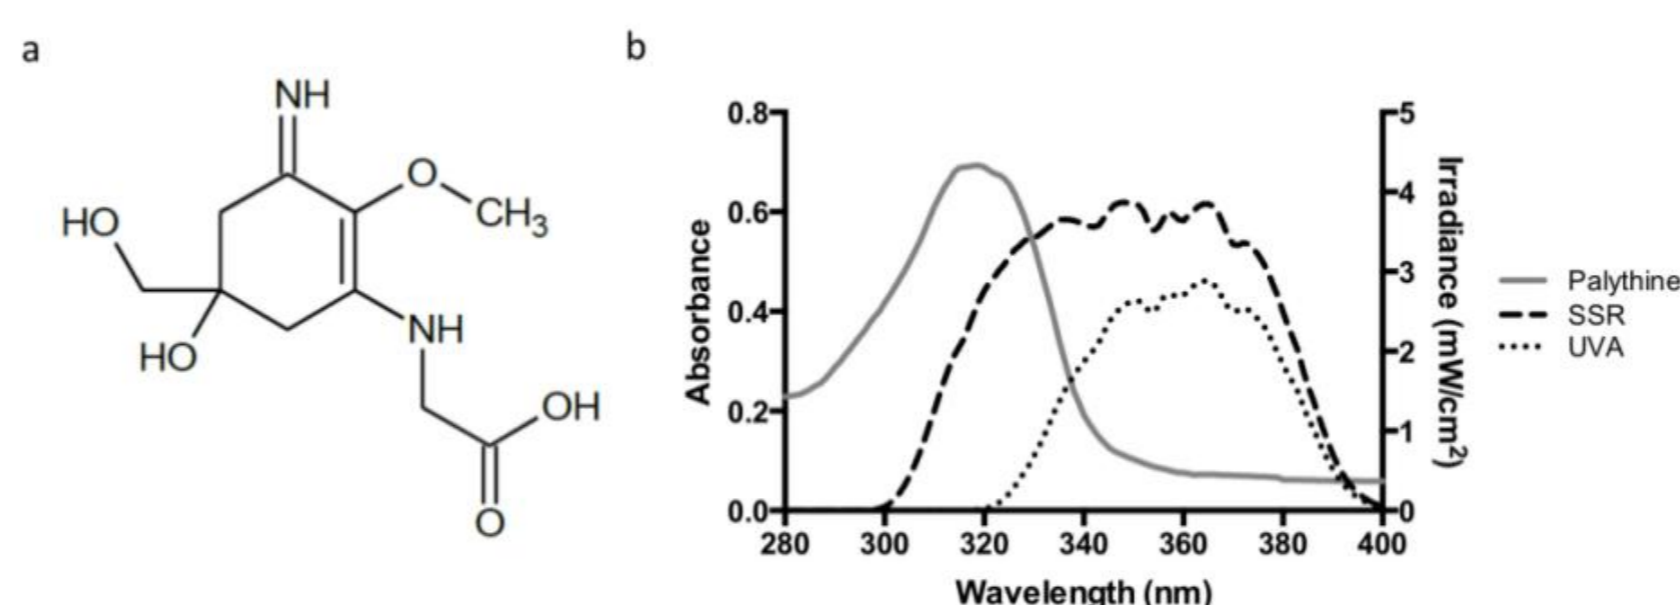 a
NH
O
CH3
HO
HO
NH
OH
O
b
0.8
0.6
0.4
0.2
0.0
Absorbance
280 300 320 340 360 380 400
Wavelength (nm)
5
4
3
2
1
0
Irradiance (mW/cm²)
Palythine
SSR
UVA